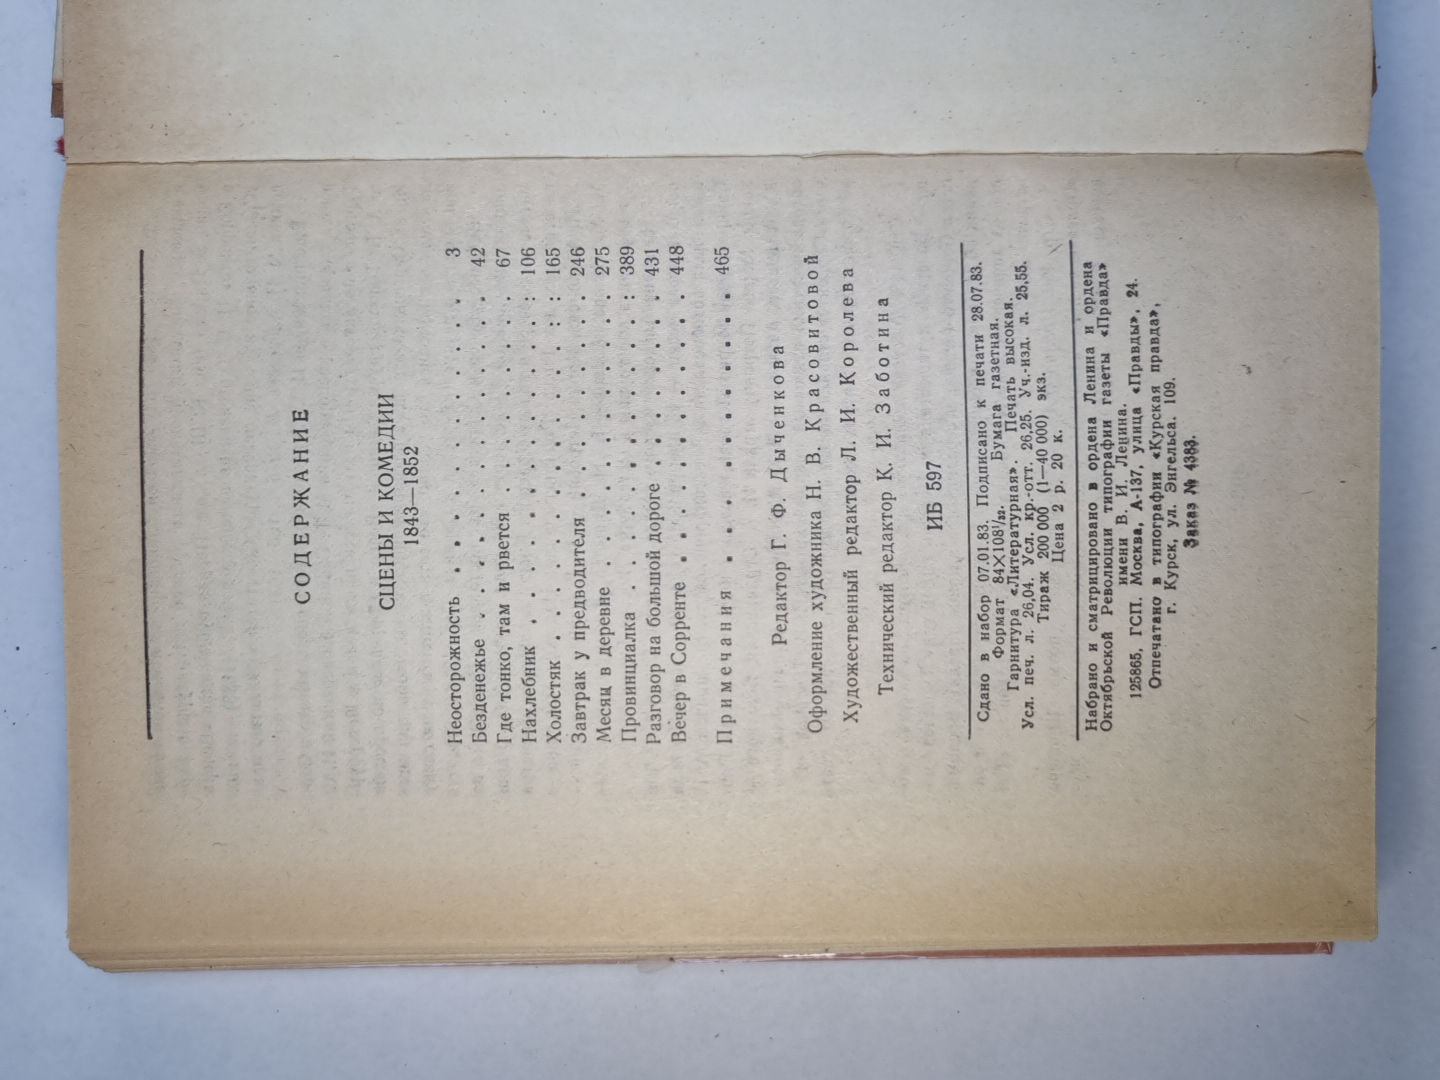 СОДЕРЖАНИЕ
СЦЕНЫ И КОМЕДИИ
1843—1852
Неосторожность . . . . . . . . . . . 3
Безденежье . . . . . . . . . . . . 42
Где тонко, там и рвется . . . . . . . . 67
Нахлебник . . . . . . . . . . . : 106
Холостяк . . . . . . . . . . : : 165
Завтрак у предводителя . . . . . . . . 246
Месяц в деревне . . . . . . . . . . 275
Провинциалка . . . . . . . . . . : 389
Разговор на большой дороге . . . . . . . 431
Вечер в Сорренте . . . . . . . . . . 448
Примечания . . . . . . . . . . . 465
Редактор Г. Ф. Дыченкова
Оформление художника Н. В. Красовитовой
Художественный редактор Л. И. Королева
Технический редактор К. И. Заботина
ИБ 597
Сдано в набор 07.01.83. Подписано к печати 28.07.83.
Формат 84×108¹/₃₂. Бумага газетная.
Гарнитура «Литературная». Печать высокая.
Усл. печ. л. 26,04. Усл. кр.-отт. 26,25. Уч.-изд. л. 25,55.
Тираж 200 000 (1—40 000) экз.
Цена 2 р. 20 к.
Набрано и сматрицировано в ордена Ленина и ордена
Октябрьской Революции типографии газеты «Правда»
имени В. И. Ленина.
125865, ГСП. Москва, А-137, улица «Правды», 24.
Отпечатано в типографии «Курская правда»,
г. Курск, ул. Энгельса. 109.
Заказ № 4383.